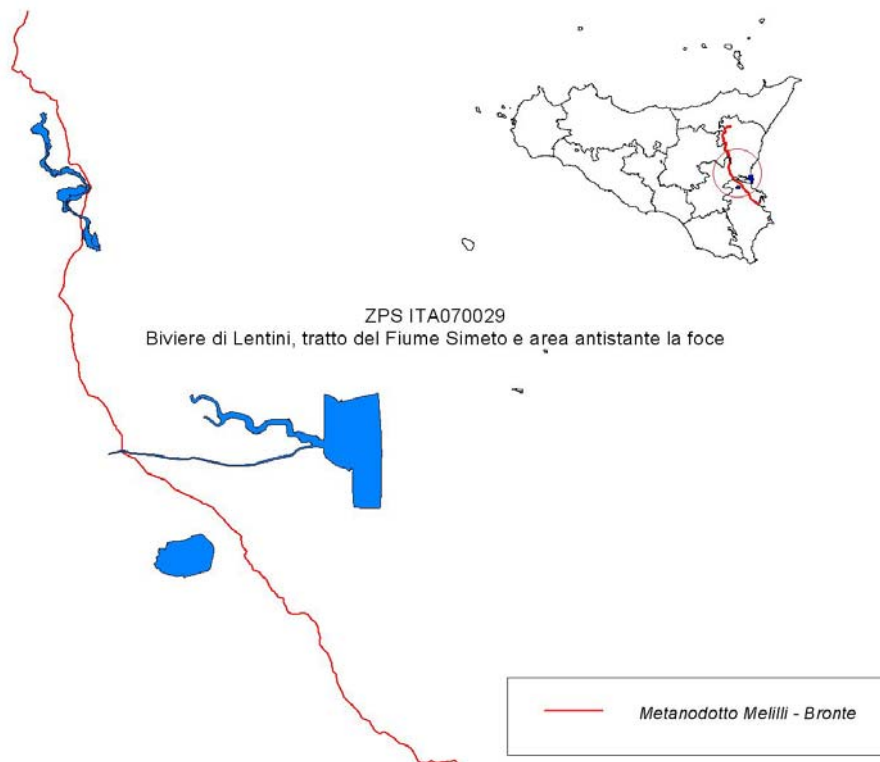 ZPS ITA070029
Biviere di Lentini, tratto del Fiume Simeto e area antistante la foce
Metanodotto Melilli - Bronte